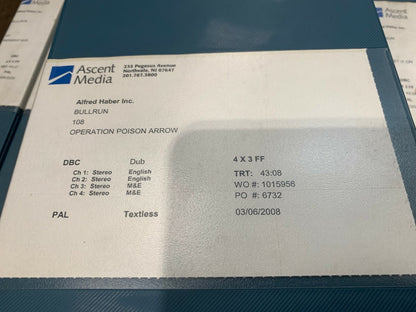 Ascent
Media
235 Pegasus Avenue
Northvale, NJ 07647
201.767.3800
Alfred Haber Inc.
BULLRUN
108
OPERATION POISON ARROW
DBC Dub 4 X 3 FF
Ch 1: Stereo English TRT: 43:08
Ch 2: Stereo English WO #: 1015956
Ch 3: Stereo M&E PO #: 6732
Ch 4: Stereo M&E
PAL Textless 03/06/2008